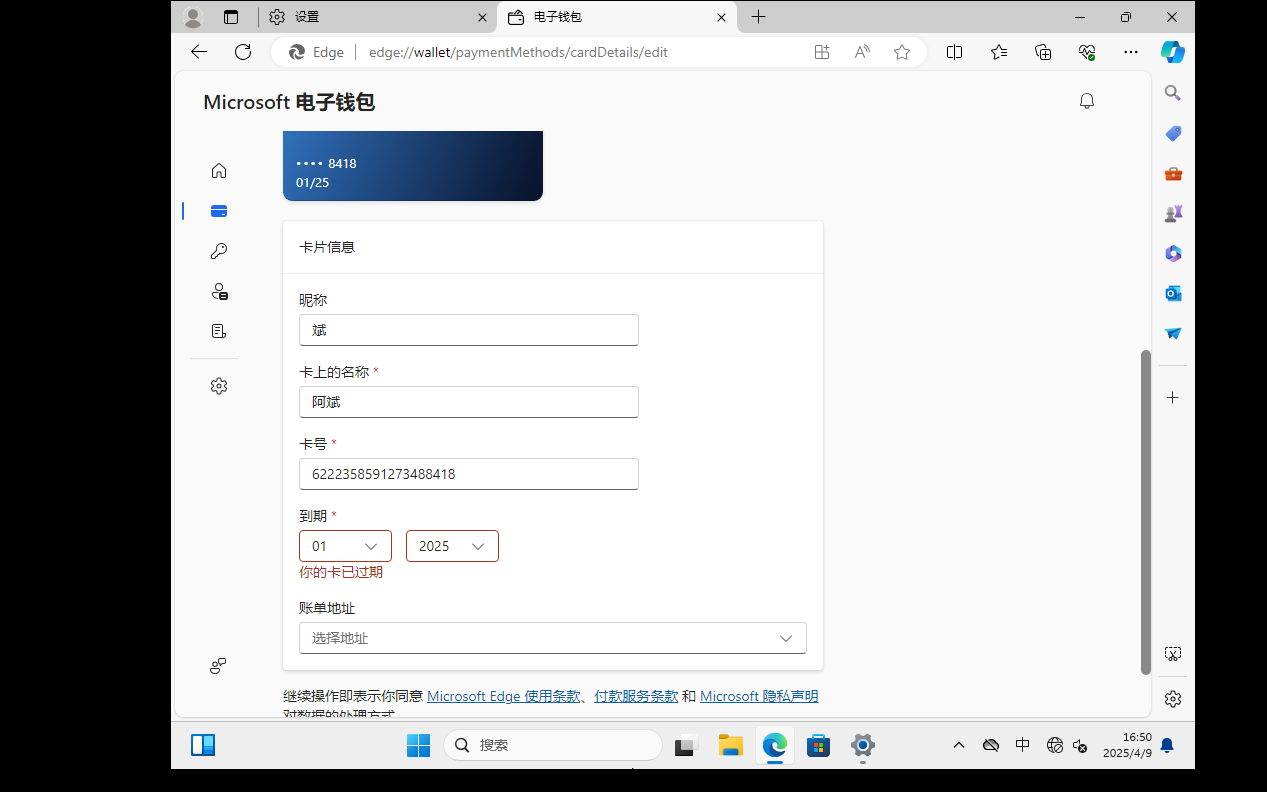 设置
电子钱包
Edge
edge://wallet/paymentMethods/cardDetails/edit
Microsoft 电子钱包
•••• 8418
01/25
卡片信息
昵称
斌
卡上的名称 *
阿斌
卡号 *
6222358591273488418
到期 *
01 2025
你的卡已过期
账单地址
选择地址
继续操作即表示你同意 Microsoft Edge 使用条款、付款服务条款 和 Microsoft 隐私声明
对数据的处理方式
搜索
中
16:50
2025/4/9